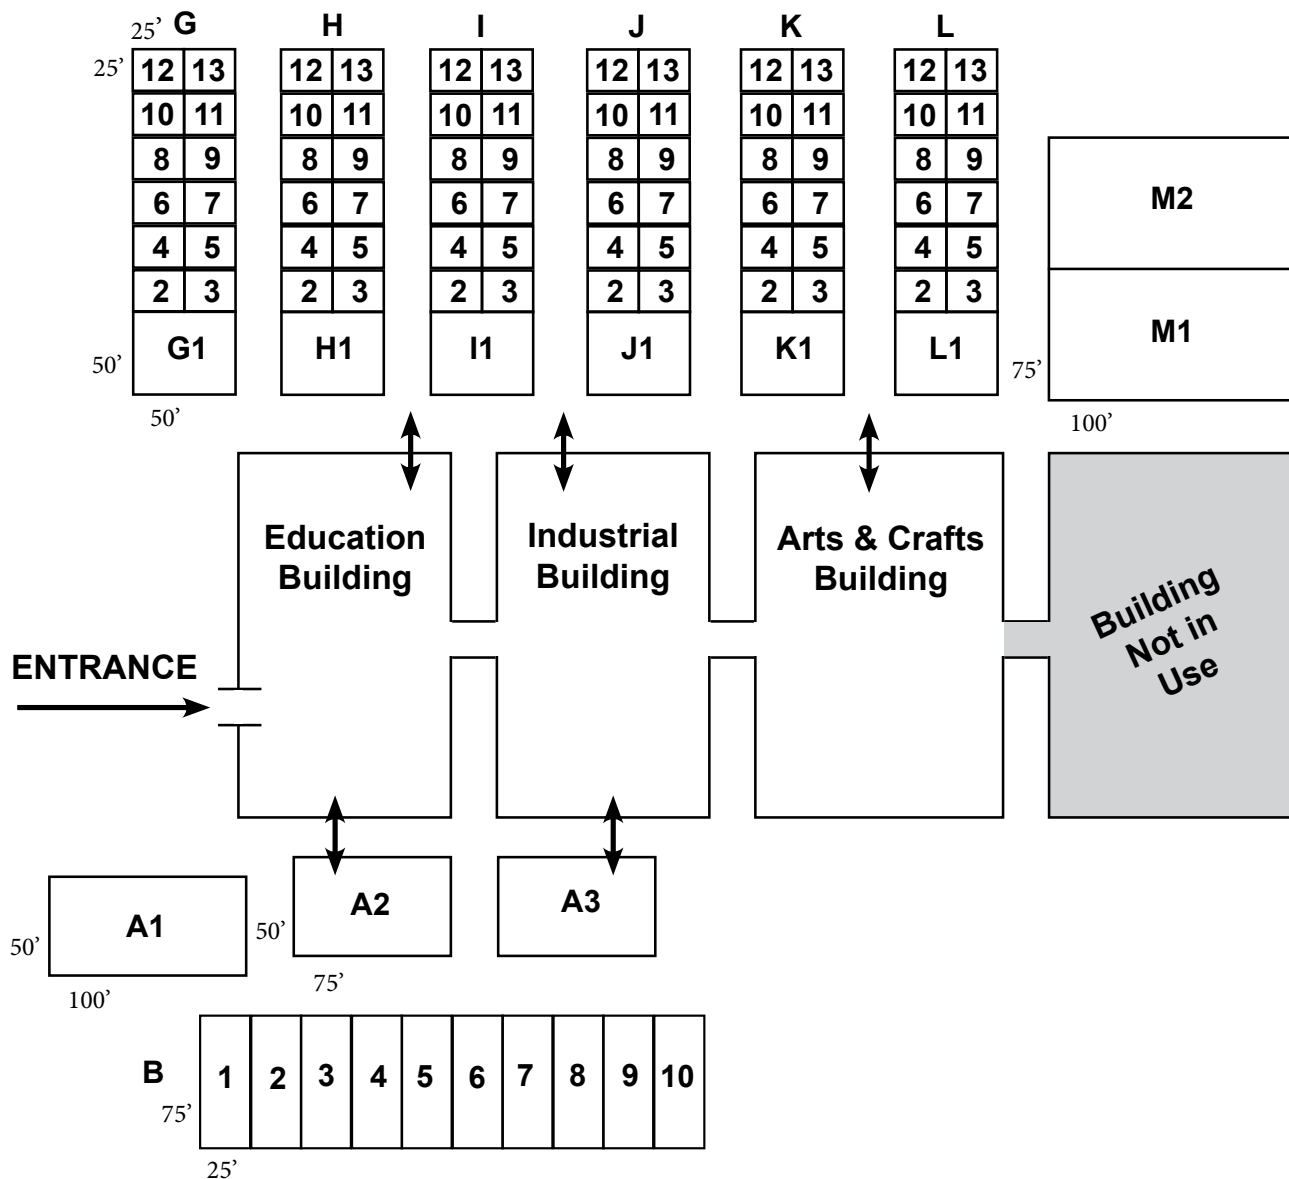 25’ G H I J K L
25’ 12 13 12 13 12 13 12 13 12 13 12 13
10 11 10 11 10 11 10 11 10 11 10 11
8 9 8 9 8 9 8 9 8 9 8 9
6 7 6 7 6 7 6 7 6 7 6 7
M2
4 5 4 5 4 5 4 5 4 5 4 5
2 3 2 3 2 3 2 3 2 3 2 3
M1
50’ G1 H1 I1 J1 K1 L1 75’
50’ 100’
Education
Building
Industrial
Building
Arts & Crafts
Building
Building
Not in
Use
ENTRANCE
50’ A1
100’
50’ A2
75’
A3
B 1 2 3 4 5 6 7 8 9 10
75’
25’